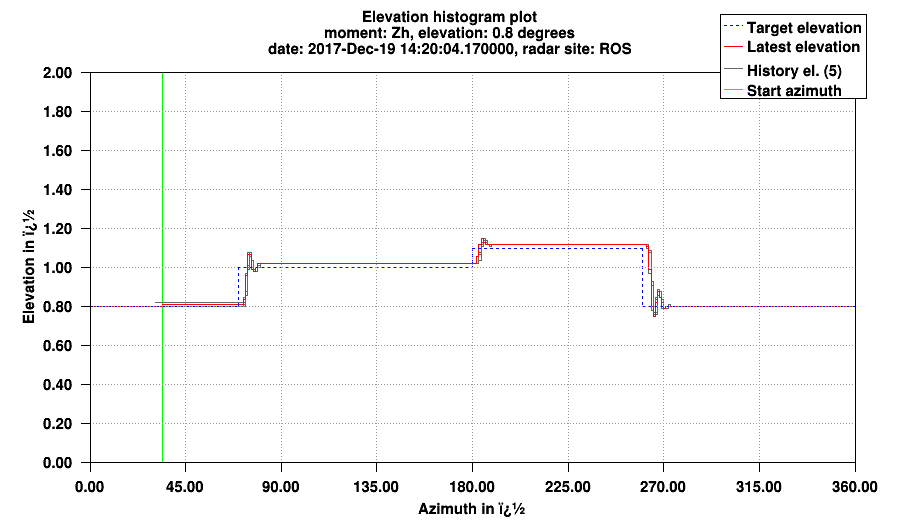 Elevation histogram plot
moment: Zh, elevation: 0.8 degrees
date: 2017-Dec-19 14:20:04.170000, radar site: ROS
Target elevation
Latest elevation
History el. (5)
Start azimuth
2.00
1.80
1.60
1.40
1.20
1.00
0.80
0.60
0.40
0.20
0.00
Elevation in ï¿½
0.00 45.00 90.00 135.00 180.00 225.00 270.00 315.00 360.00
Azimuth in ï¿½